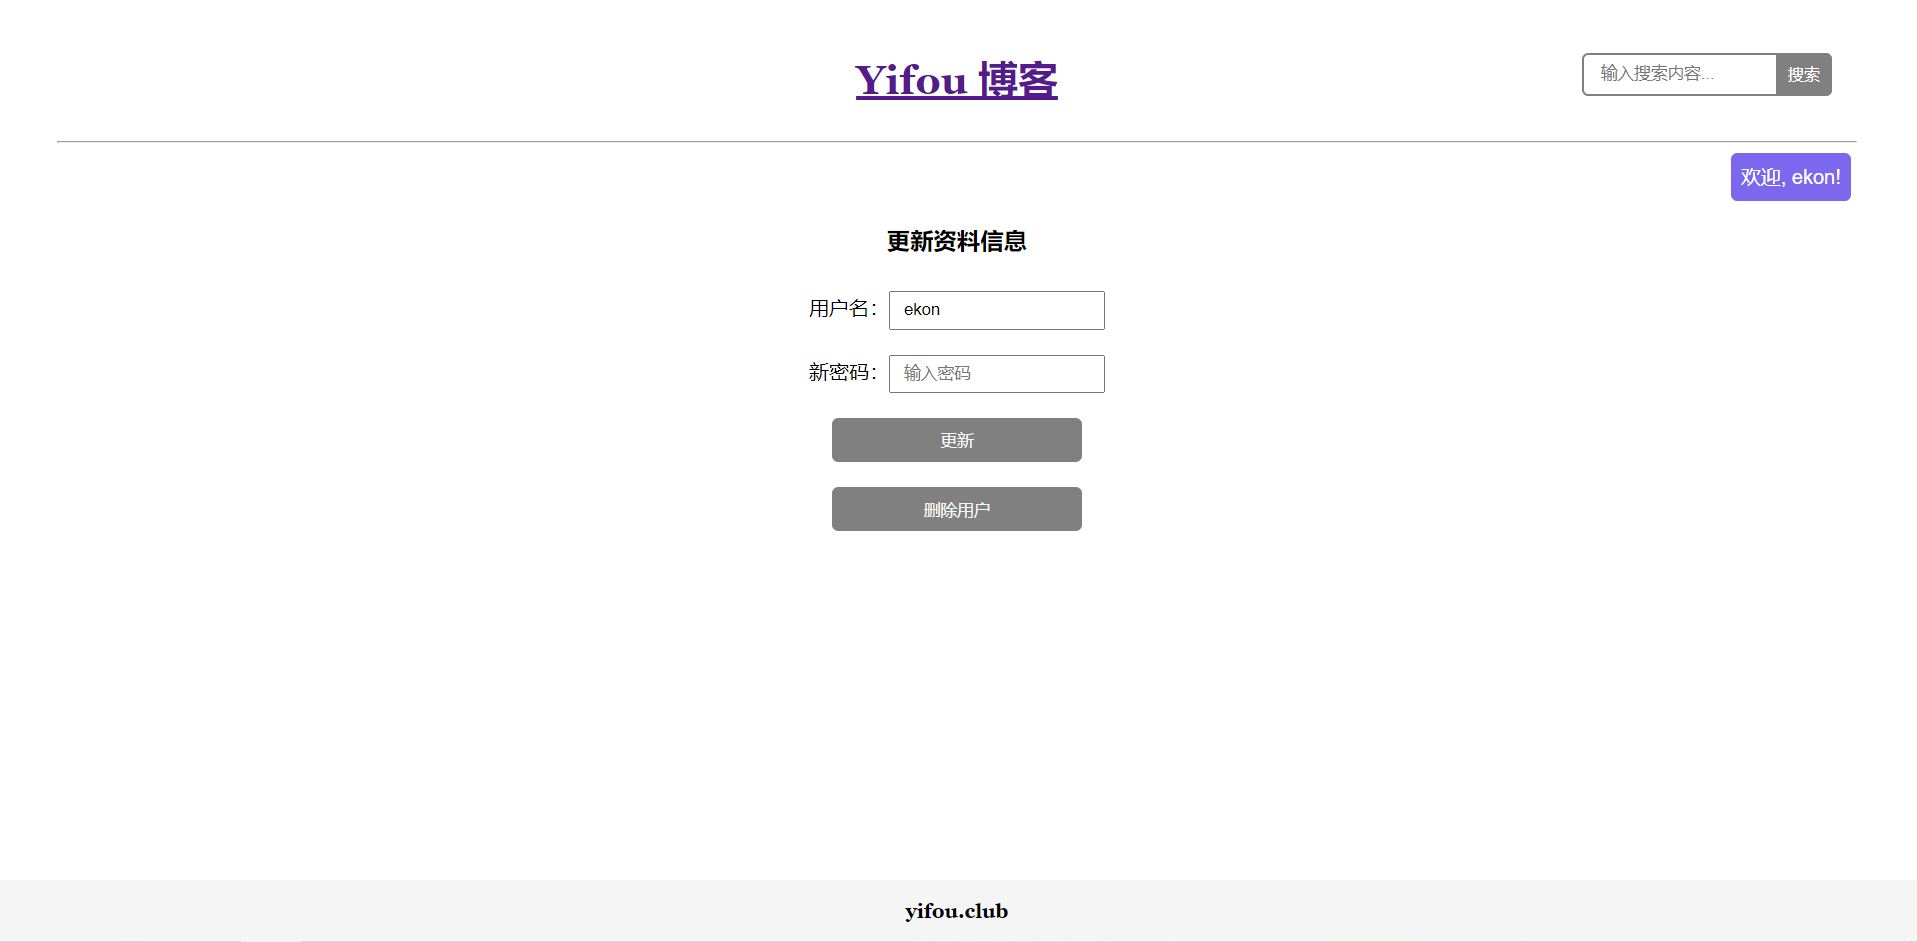 Yifou 博客
输入搜索内容...
搜索
欢迎, ekon!
更新资料信息
用户名：
ekon
新密码：
输入密码
更新
删除用户
yifou.club